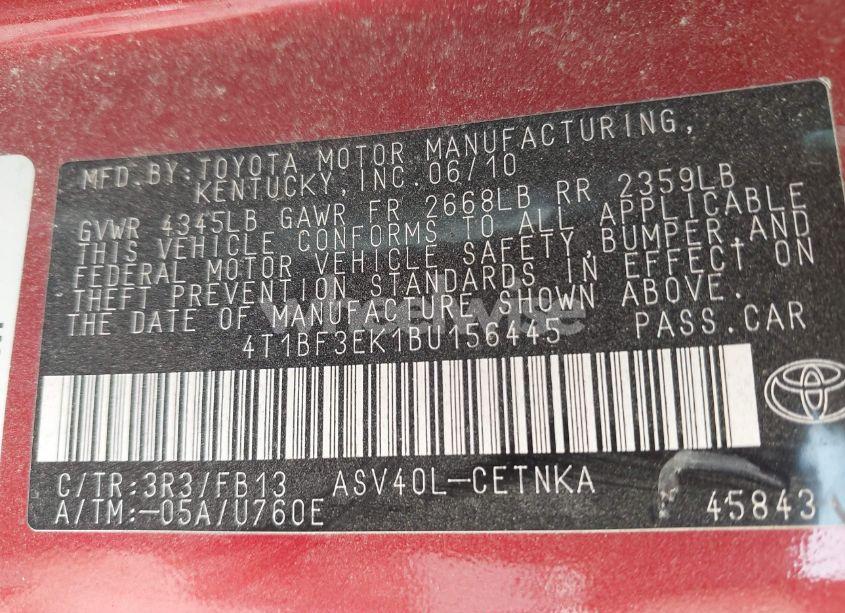 MFD.BY:TOYOTA MOTOR MANUFACTURING,
KENTUCKY,INC.06/10
GVWR 4345LB GAWR FR 2668LB RR 2359LB
THIS VEHICLE CONFORMS TO ALL APPLICABLE
FEDERAL MOTOR VEHICLE SAFETY,BUMPER,AND
THEFT PREVENTION STANDARDS IN EFFECT ON
THE DATE OF MANUFACTURE SHOWN ABOVE.
4T1BF3EK1BU156445 PASS.CAR
C/TR:3R3/FB13 ASV40L-CETNKA
A/TM:-05A/U760E 45843